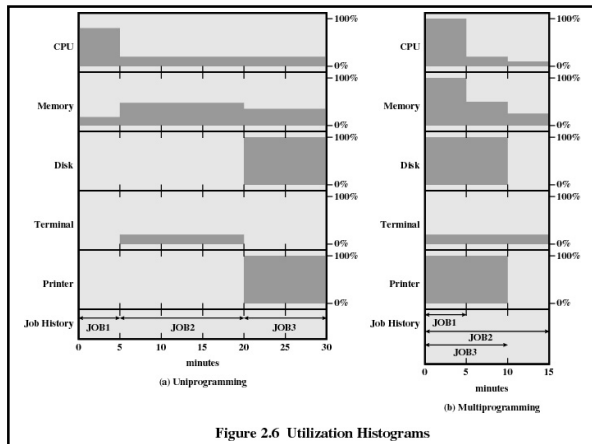 CPU
100%
0%
Memory
100%
0%
Disk
100%
0%
Terminal
100%
0%
Printer
100%
0%
Job History
JOB1
JOB2
JOB3
0
5
10
15
20
25
30
minutes
(a) Uniprogramming
CPU
100%
0%
Memory
100%
0%
Disk
100%
0%
Terminal
100%
0%
Printer
100%
0%
Job History
JOB1
JOB2
JOB3
0
5
10
15
minutes
(b) Multiprogramming
Figure 2.6 Utilization Histograms